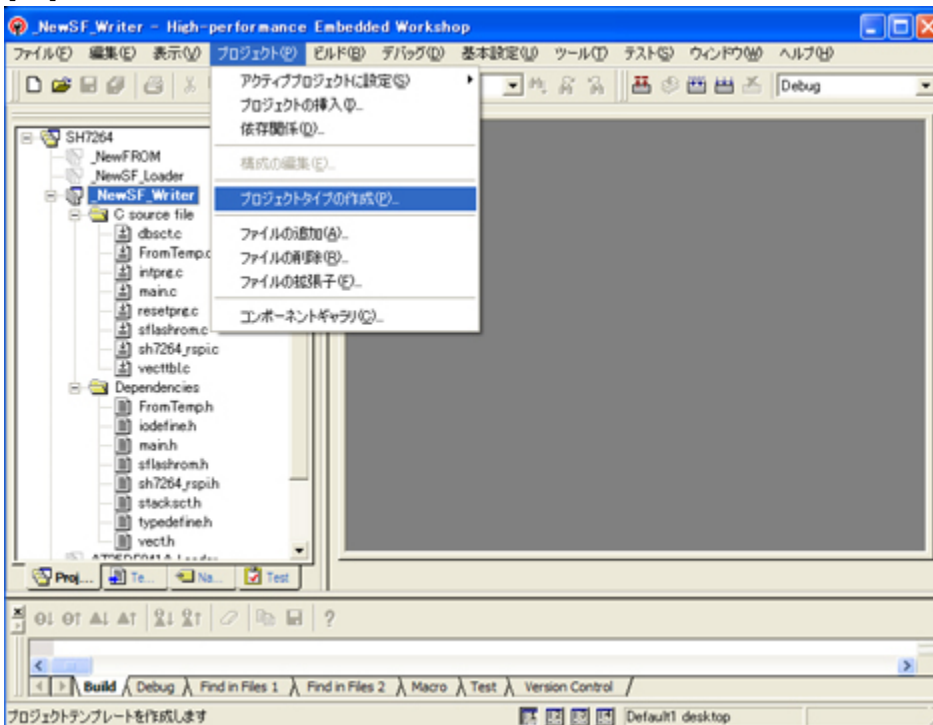 _NewSF_Writer - High-performance Embedded Workshop
ファイル(F) 編集(E) 表示(V) プロジェクト(P) ビルド(B) デバッグ(D) 基本設定(U) ツール(T) テスト(S) ウィンドウ(W) ヘルプ(H)
Debug
アクティブプロジェクトに設定(S)
プロジェクトの挿入(I)...
依存関係(D)...
構成の編集(E)...
プロジェクトタイプの作成(P)...
ファイルの追加(A)...
ファイルの削除(R)...
ファイルの拡張子(E)...
コンポーネントギャラリ(C)...
SH7264
_NewFROM
_NewSF_Loader
_NewSF_Writer
C source file
dbsct.c
FromTemp.c
intprg.c
main.c
resetprg.c
sflashrom.c
sh7264_rspi.c
vecttbl.c
Dependencies
FromTemp.h
iodefine.h
main.h
sflashrom.h
sh7264_rspi.h
stacksct.h
typedefine.h
vect.h
Proj... Te... Na... Test
Build Debug Find in Files 1 Find in Files 2 Macro Test Version Control
プロジェクトテンプレートを作成します
Default1 desktop